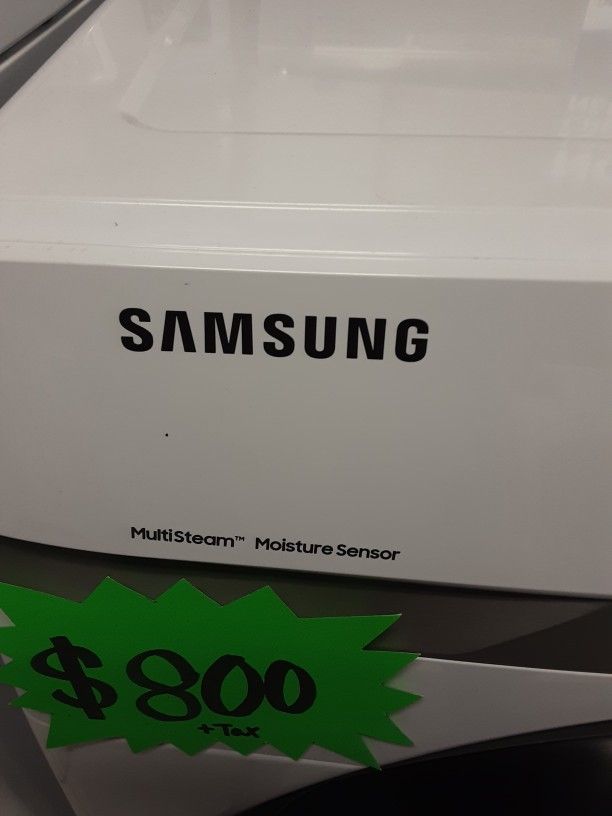 SAMSUNG
MultiSteam™ Moisture Sensor
$800
+Tax